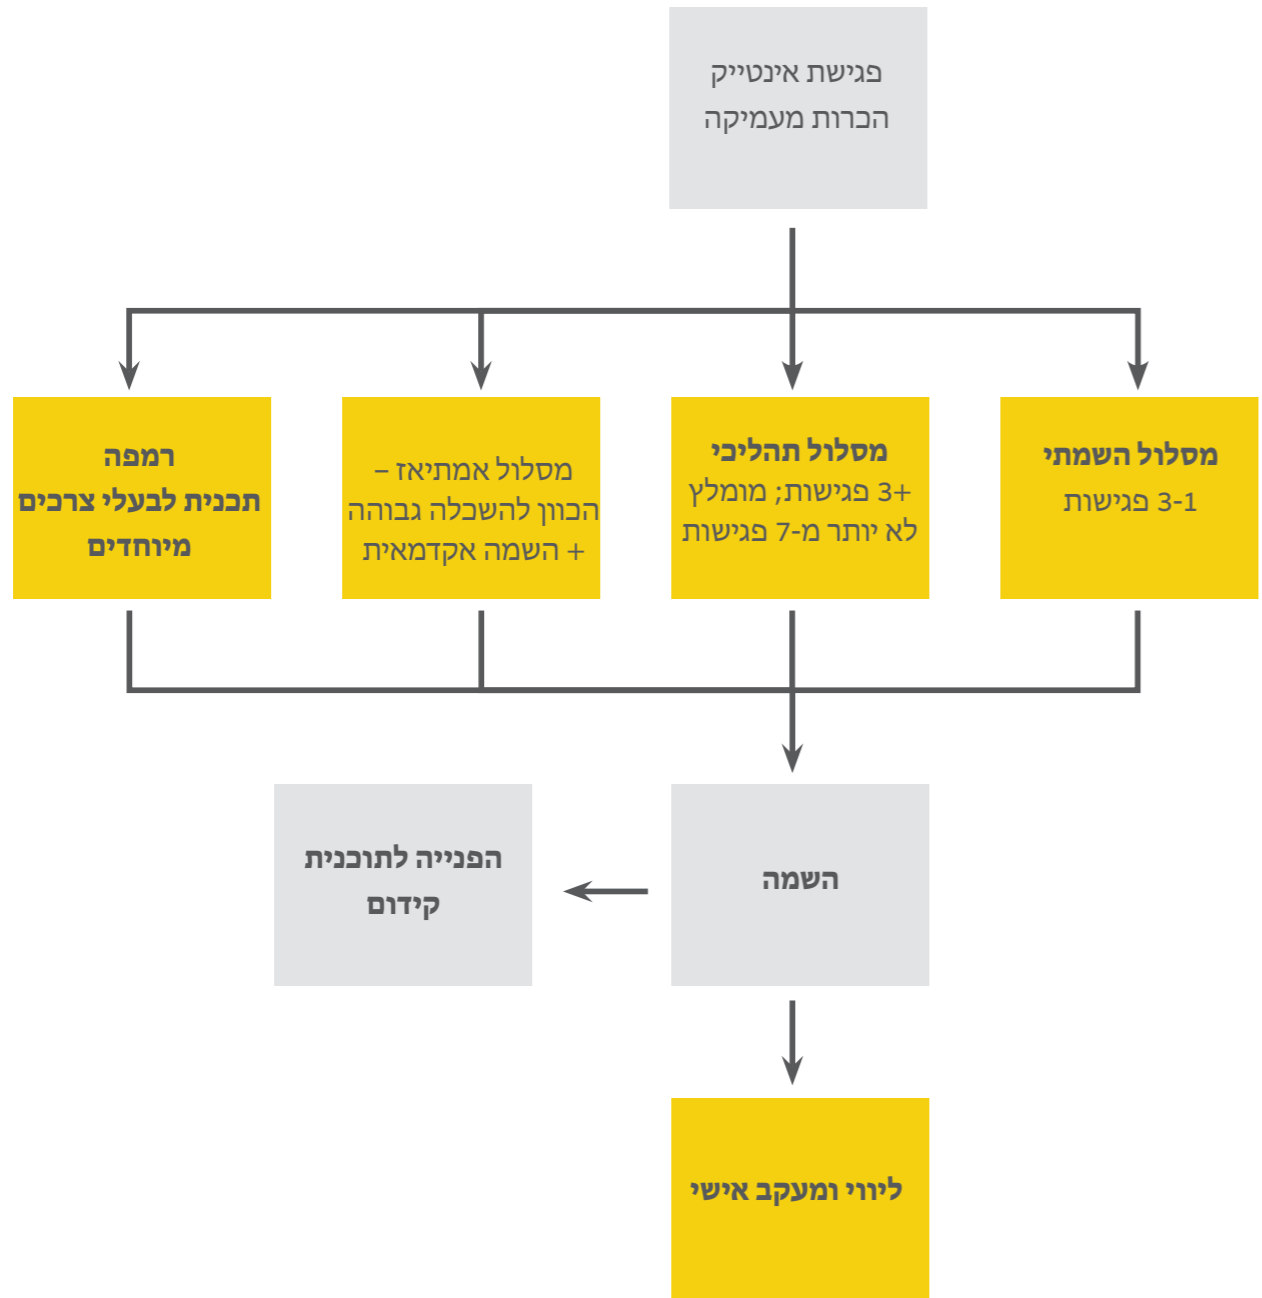 פגישת אינטייק
הכרות מעמיקה
מסלול השמתי
3-1 פגישות
מסלול תהליכי
+3 פגישות; מומלץ
לא יותר מ-7 פגישות
מסלול אמתיאז –
הכוון להשכלה גבוהה
+ השמה אקדמאית
רמפה
תכנית לבעלי צרכים
מיוחדים
השמה
הפנייה לתוכנית
קידום
ליווי ומעקב אישי